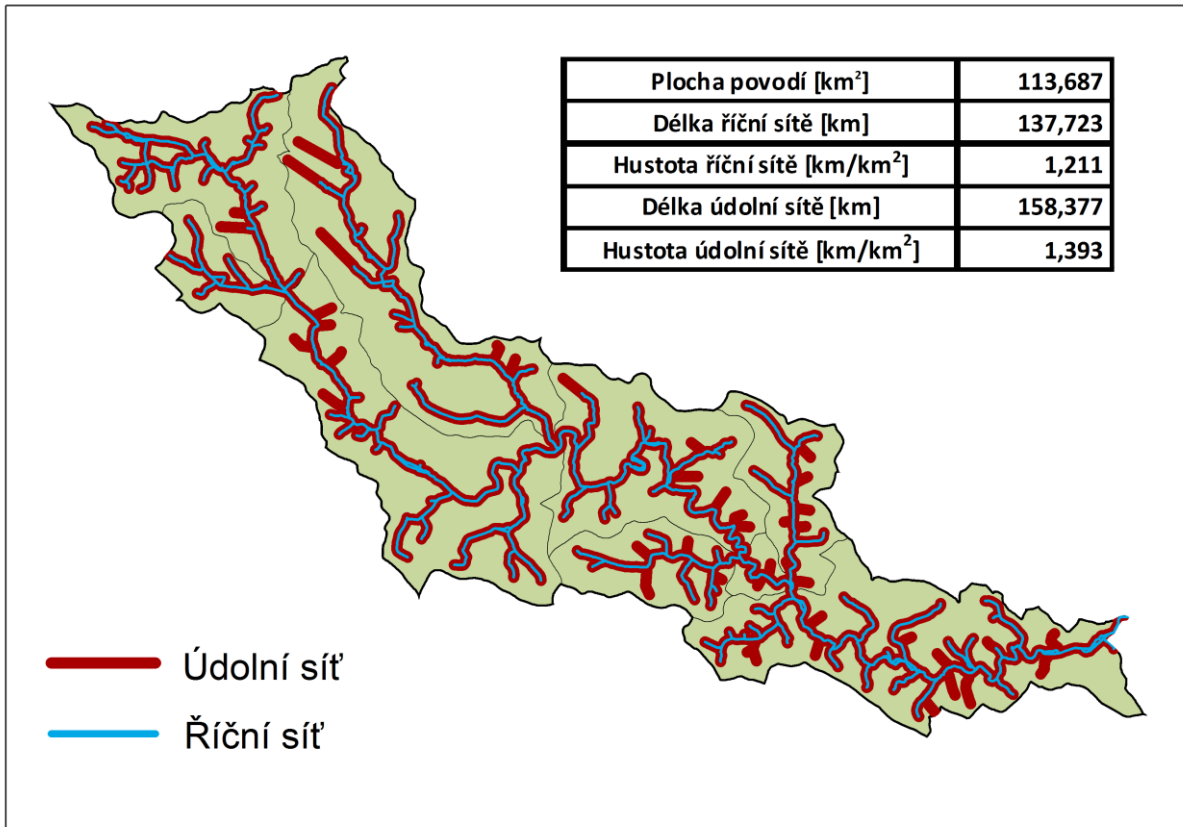 Plocha povodí [km²] 113,687
Délka říční sítě [km] 137,723
Hustota říční sítě [km/km²] 1,211
Délka údolní sítě [km] 158,377
Hustota údolní sítě [km/km²] 1,393
Údolní síť
Říční síť